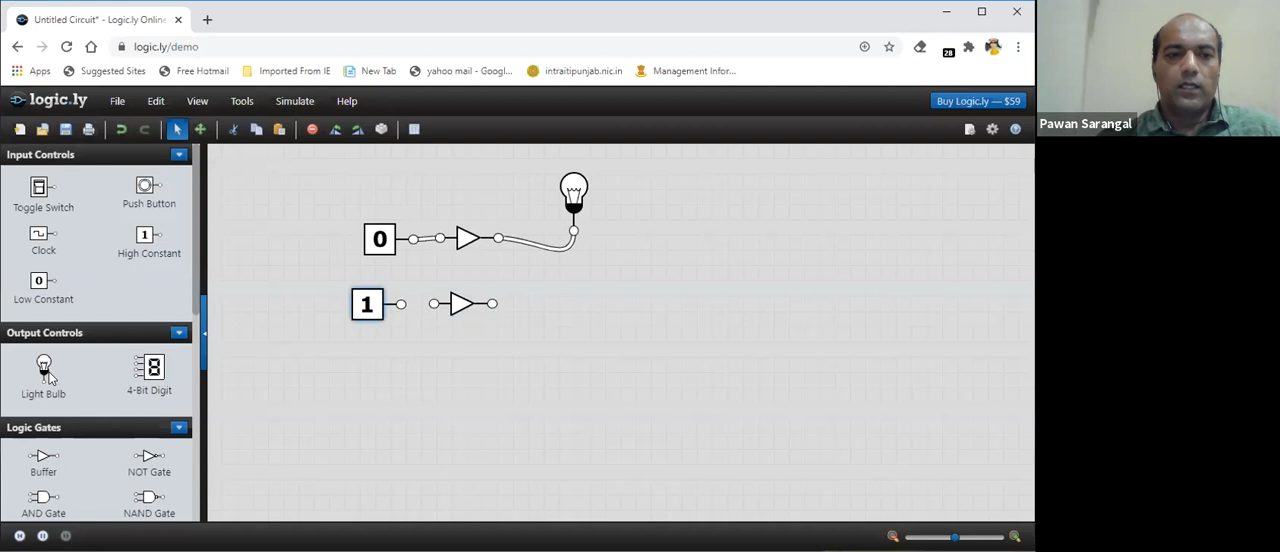 Untitled Circuit* - Logic.ly Online
logic.ly/demo
28
Apps Suggested Sites Free Hotmail Imported From IE New Tab yahoo mail - Googl... intraitipunjab.nic.in Management Infor...
logic.ly File Edit View Tools Simulate Help Buy Logic.ly — $59
Pawan Sarangal
Input Controls
Toggle Switch Push Button
Clock 1 High Constant
0 Low Constant
0
1
Output Controls
8
Light Bulb 4-Bit Digit
Logic Gates
Buffer NOT Gate
AND Gate NAND Gate